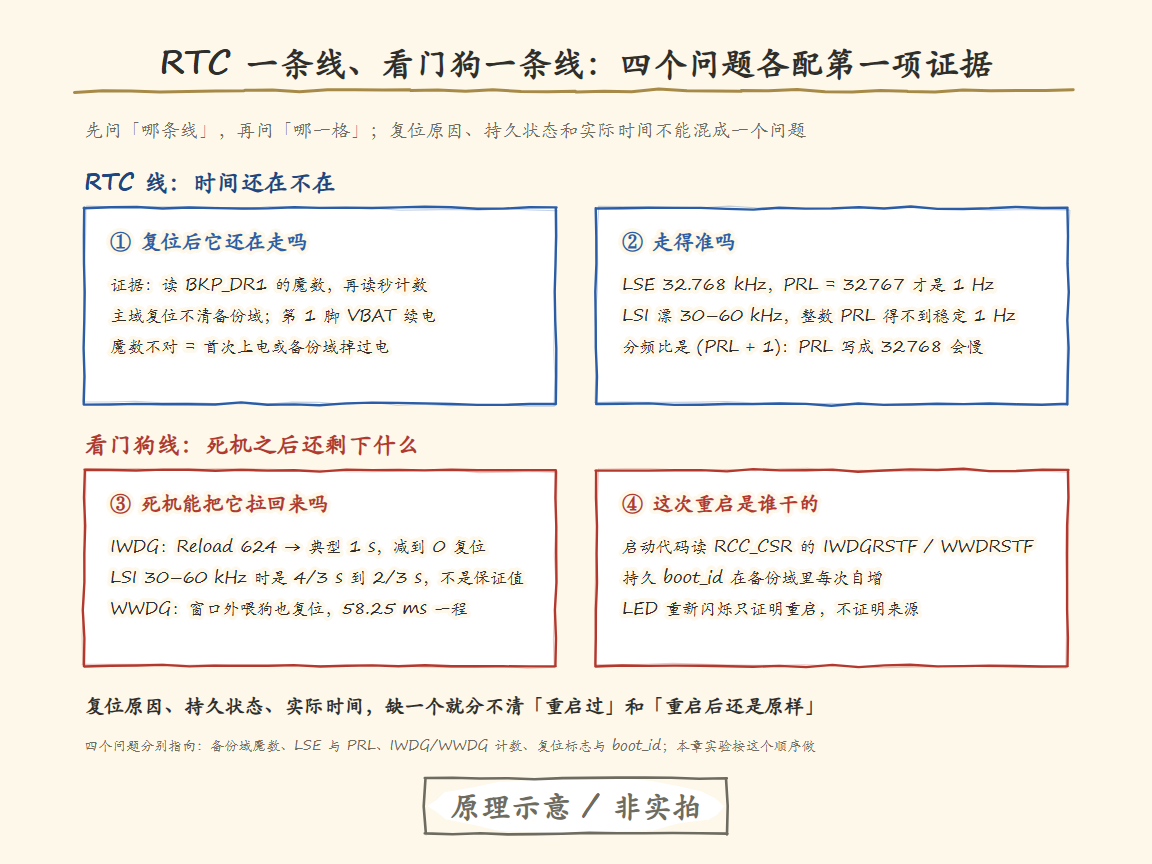 RTC 一条线、看门狗一条线：四个问题各配第一项证据
先问「哪条线」，再问「哪一格」；复位原因、持久状态和实际时间不能混成一个问题
RTC 线：时间还在不在
① 复位后它还在走吗
证据：读 BKP_DR1 的魔数，再读秒计数
主域复位不清备份域；第 1 脚 VBAT 续电
魔数不对 = 首次上电或备份域掉过电
② 走得准吗
LSE 32.768 kHz，PRL = 32767 才是 1 Hz
LSI 漂 30–60 kHz，整数 PRL 得不到稳定 1 Hz
分频比是 (PRL + 1)：PRL 写成 32768 会慢
看门狗线：死机之后还剩下什么
③ 死机能把它拉回来吗
IWDG：Reload 624 → 典型 1 s，减到 0 复位
LSI 30–60 kHz 时是 4/3 s 到 2/3 s，不是保证值
WWDG：窗口外喂狗也复位，58.25 ms 一程
④ 这次重启是谁干的
启动代码读 RCC_CSR 的 IWDGRSTF / WWDRSTF
持久 boot_id 在备份域里每次自增
LED 重新闪烁只证明重启，不证明来源
复位原因、持久状态、实际时间，缺一个就分不清「重启过」和「重启后还是原样」
四个问题分别指向：备份域魔数、LSE 与 PRL、IWDG/WWDG 计数、复位标志与 boot_id；本章实验按这个顺序做
原理示意 / 非实拍